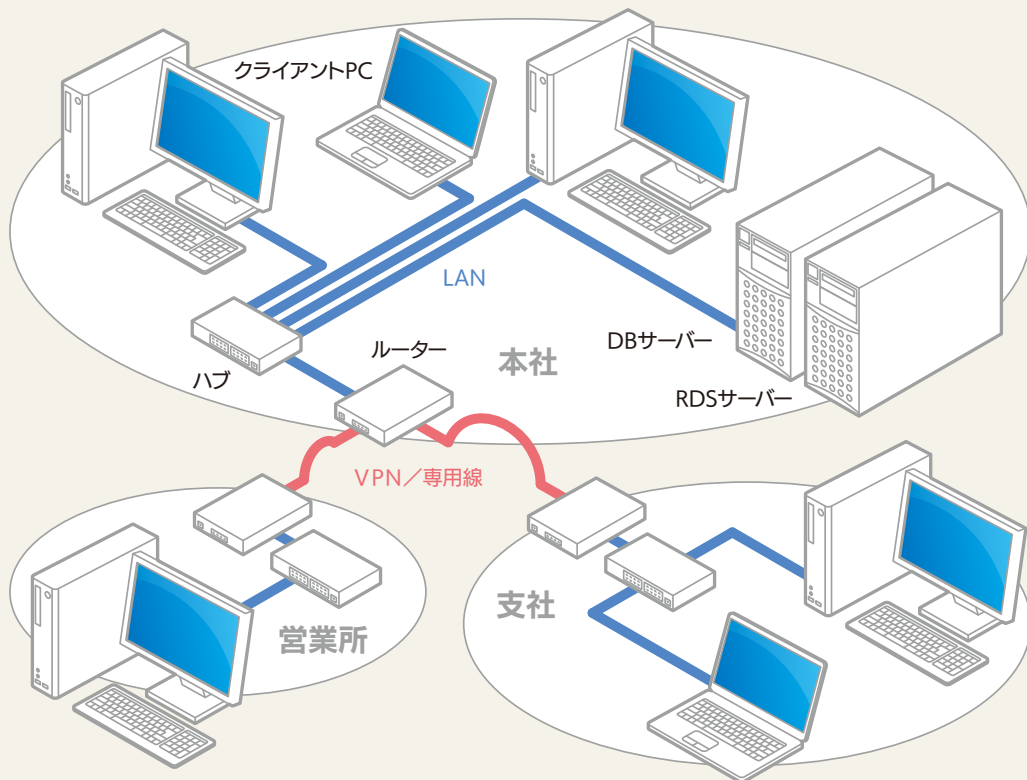 クライアントPC
LAN
DBサーバー
ルーター
本社
ハブ
RDSサーバー
VPN／専用線
支社
営業所